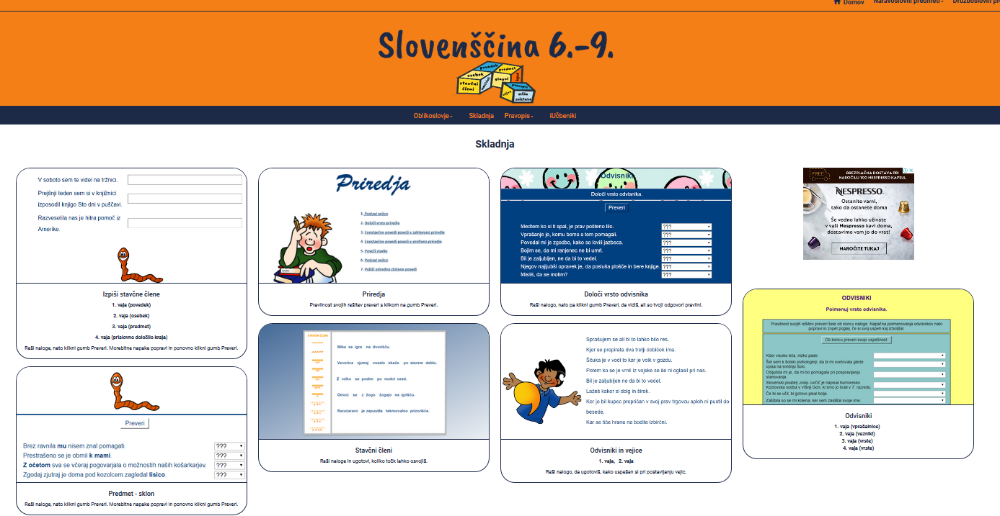 Domov Naravoslovni predmeti Družboslovni pr
Slovenščina 6.-9.
povedek predmet
osebek glagol
stavčni členi
pravopis
vejica velika začetnica
Oblikoslovje Skladnja Pravopis iUčbeniki
Skladnja
V soboto sem te videl na tržnici.
Prejšnji teden sem si v knjižnici
izposodil knjigo Sto dni v puščavi.
Razveselila nas je hitra pomoč iz
Amerike.
Izpiši stavčne člene
1. vaja (povedek)
2. vaja (osebek)
3. vaja (predmet)
4. vaja (prislovno določilo kraja)
Reši naloge, nato klikni gumb Preveri. Morebitne napake popravi in ponovno klikni gumb Preveri.
Preveri
Brez ravnila mu nisem znal pomagati. ???
Prestrašeno se je obrnil k mami. ???
Z očetom sva se včeraj pogovarjala o možnostih naših košarkarjev. ???
Zgodaj zjutraj je doma pod kozolcem zagledal lisico. ???
Predmet - sklon
Reši naloge, nato klikni gumb Preveri. Morebitne napake popravi in ponovno klikni gumb Preveri.
Priredja
1. Postavi vejico
2. Določi vrsto priredja
3. Enostavčne povedi poveži v zahtevano priredje
4. Enostavčne povedi poveži v protivno priredje
5. Poveži stavke
6. Postavi vejico
7. Poišči priredno zložene povedi
Priredja
Pravilnost svojih rešitev preveri s klikom na gumb Preveri.
STAVČNI ČLENI
Miha se igra na dvorišču.
Veverica zjutraj veselo skače po starem deblu.
Z rolko se podim po mokri cesti.
Otroci se z žogo žogajo na igrišču.
Razočarano je zapustila tekmovalno prizorišče.
Stavčni členi
Reši naloge in ugotovi, koliko točk lahko osvojiš.
Odvisniki
Določi vrsto odvisnika.
Preveri
Medtem ko si ti spal, je prav pošteno lilo. ???
Vprašanje je, komu bomo s tem pomagali. ???
Povedal mi je zgodbo, kako so lovili jazbeca. ???
Bojim se, da mi ranjenec ne bi umrl. ???
Bil je zaljubljen, ne da bi to vedel. ???
Njegov najljubši opravek je, da posluša plošče in bere knjige. ???
Misliš, da se motim? ???
Določi vrsto odvisnika
Reši nalogo, nato pa klikni gumb Preveri, da vidiš, ali so tvoji odgovori pravilni.
Sprašujem se ali bi to lahko bilo res.
Kjer se prepirata dva tretji dobiček ima.
Ščuka je v vodi to kar je volk v gozdu.
Potem ko se je vrnil iz vojske se še ni oglasil pri nas.
Bil je zaljubljen ne da bi to vedel.
Lažeš kakor si dolg in širok.
Ker je bil kupec prepričan v svoj prav trgovcu sploh ni pustil do
besede.
Kar se tiče hrane ne bodite izbirčni.
Odvisniki in vejice
1. vaja, 2. vaja
Reši nalogo, da ugotoviš, kako uspešen si pri postavljanju vejic.
FREE
BREZPLAČNA DOSTAVA PRI
NAROČILU 100 NESPRESSO KAPSUL
NESPRESSO
Ostanite varni,
tako da ostanete doma
Še vedno lahko uživate
v vaši Nespresso kavi doma,
dostavimo vam jo do vrat!
NAROČITE TUKAJ
ODVISNIKI
Poimenuj vrsto odvisnika.
Pravilnost svojih rešitev preveri šele ob koncu naloge. Napačna poimenovanja odvisnikov nato
popravi in zopet poglej, če si svoj uspeh kaj izboljšal.
Ob koncu preveri svojo uspešnost.
Kdor visoko leta, nizko pade.
Šel sem k šolski psihologinji, da bi mi svetovala glede
vpisa na srednjo šolo.
Obljubila mi je, da mi bo pomagala pri pospravljanju
stanovanja.
Slovenski pisatelj Josip Jurčič je napisal humoresko
Kozlovska sodba v Višnji Gori, ki smo jo brali v 7. razredu.
Če bi se učil, bi gotovo pisal bolje.
Zašibila so se mi kolena, ker sem zaslišal svoje ime.
Odvisniki
1. vaja (vprašalnice)
2. vaja (vezniki)
3. vaja (vrste)
4. vaja (vrste)